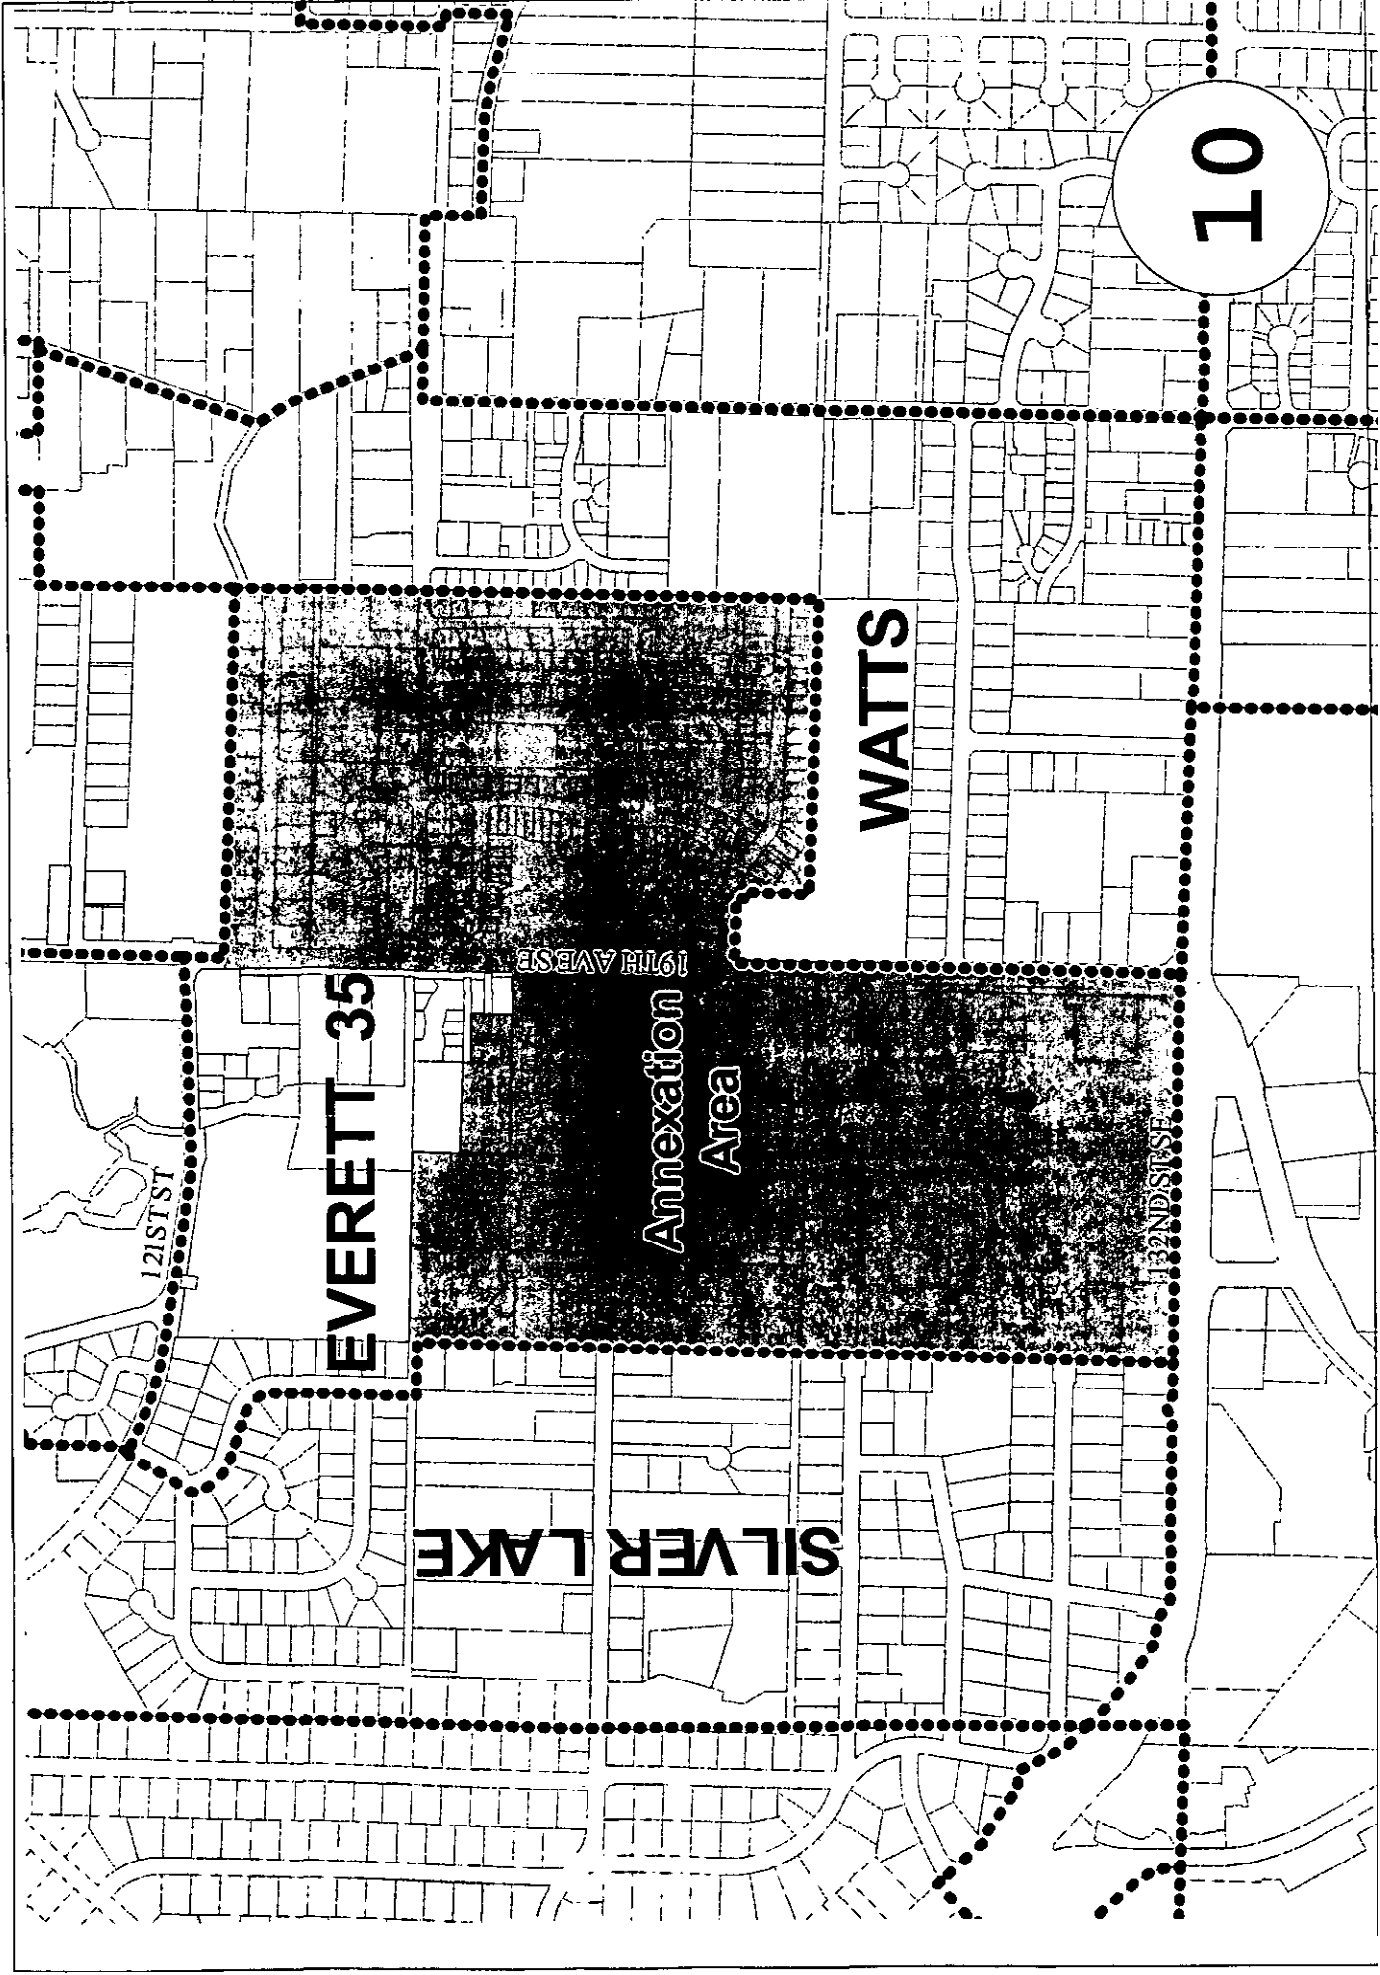 121ST ST
EVERETT 35
19TH AVE SE
Annexation
Area
132ND ST SE
SILVER LAKE
WATTS
10